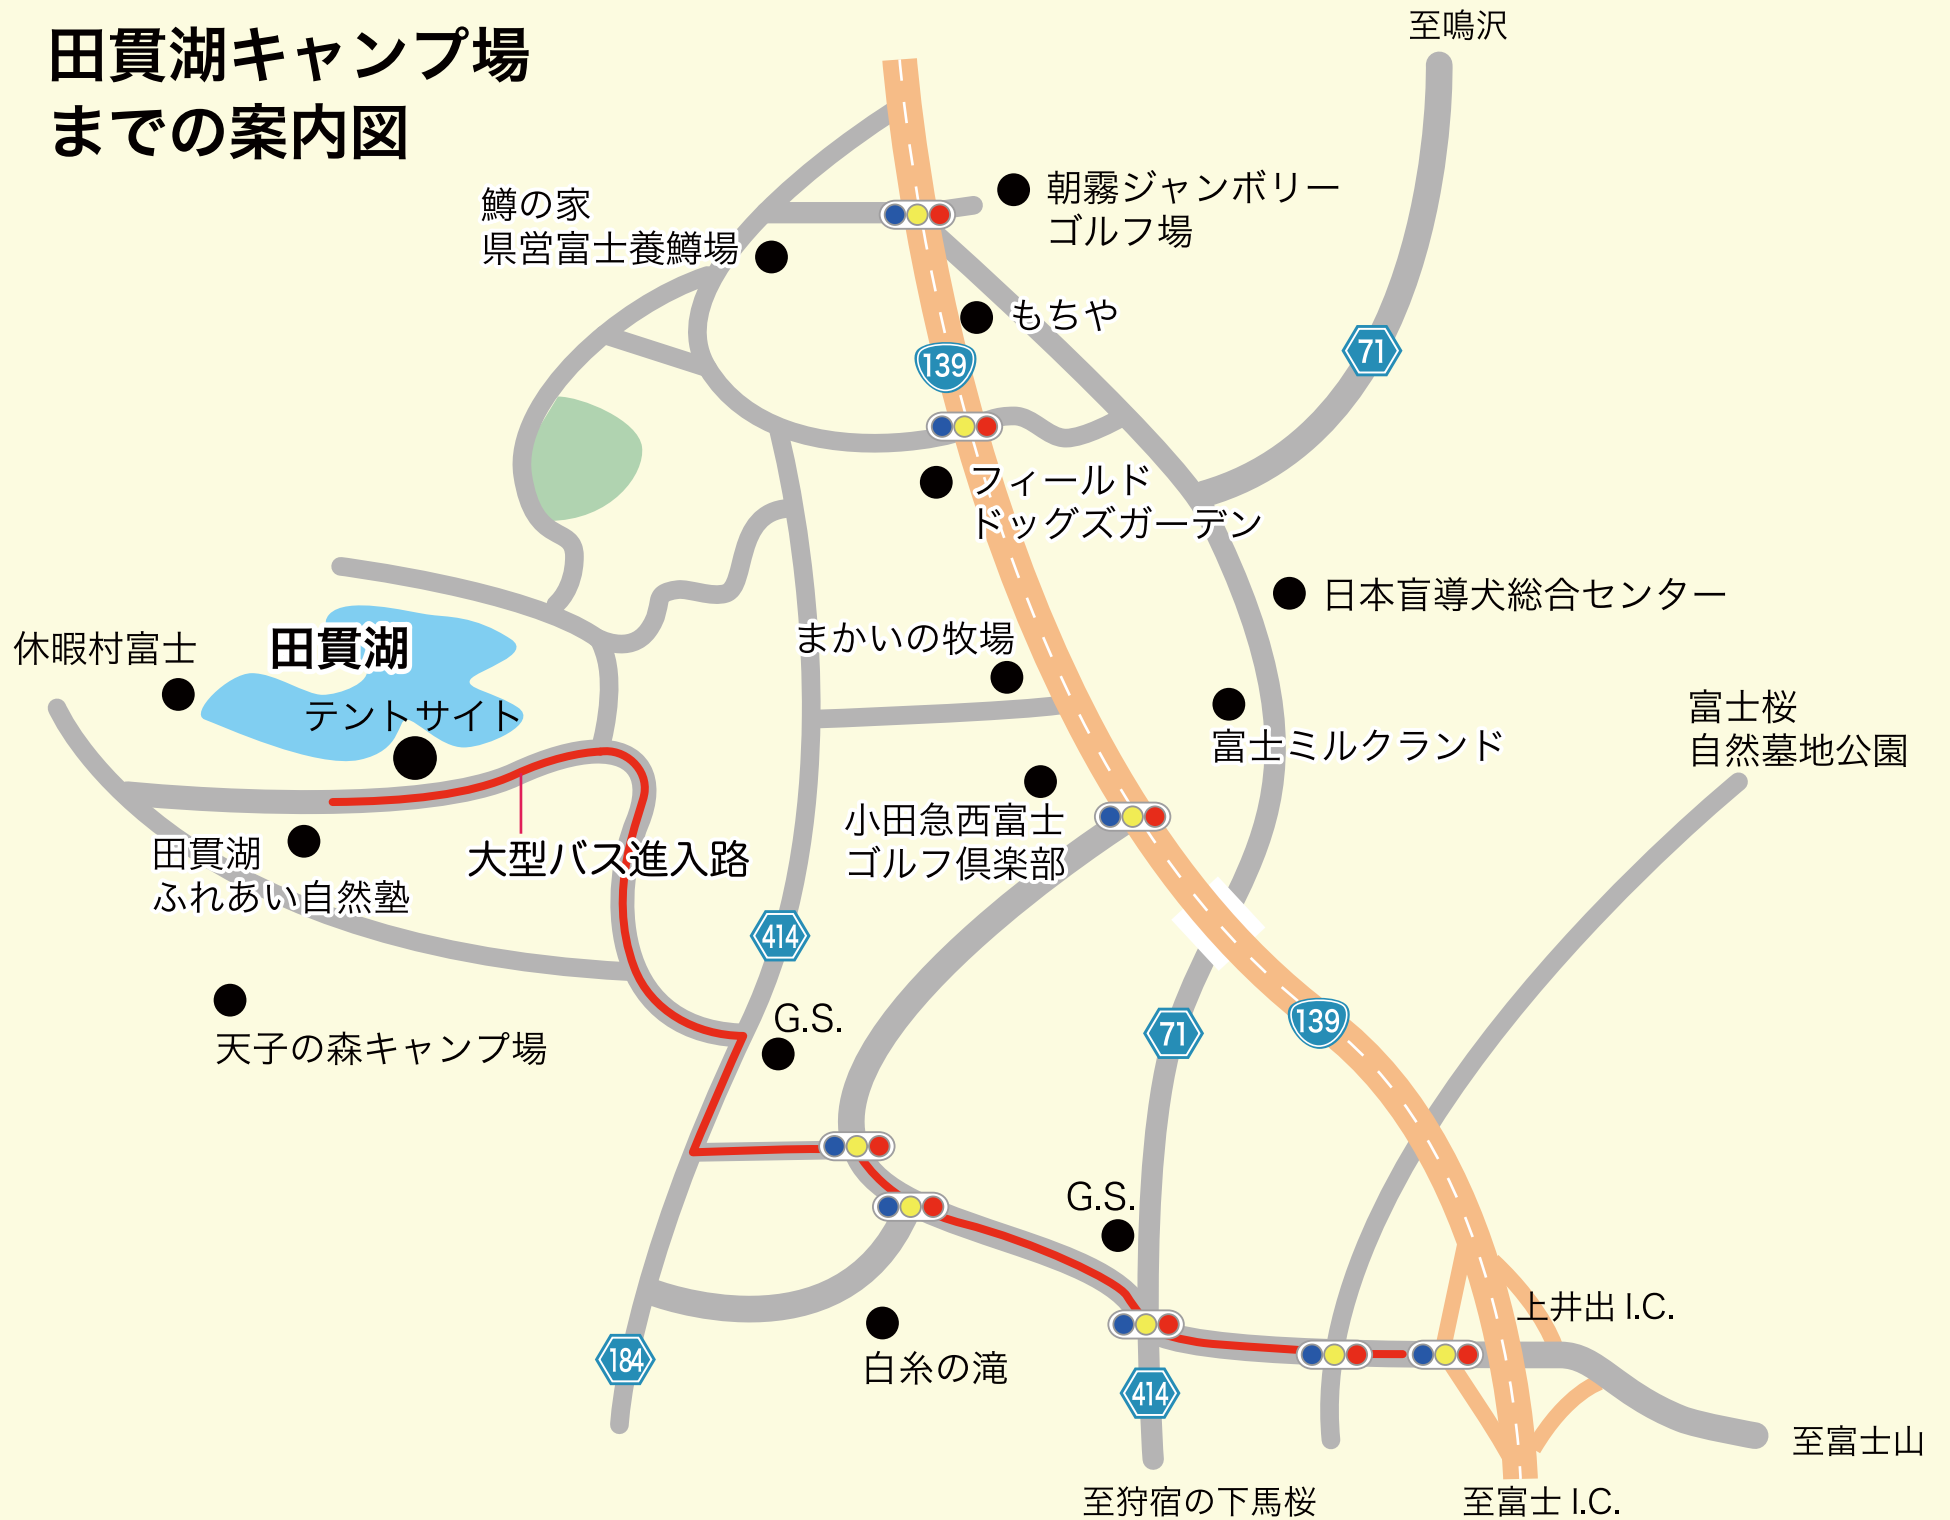 田貫湖キャンプ場
までの案内図
至鳴沢
鱒の家
県営富士養鱒場
朝霧ジャンボリー
ゴルフ場
もちや
139
71
フィールド
ドッグズガーデン
日本盲導犬総合センター
休暇村富士
田貫湖
テントサイト
まかいの牧場
富士ミルクランド
富士桜
自然墓地公園
小田急西富士
ゴルフ倶楽部
大型バス進入路
田貫湖
ふれあい自然塾
414
天子の森キャンプ場
G.S.
71
139
G.S.
上井出 I.C.
184
白糸の滝
414
至富士山
至狩宿の下馬桜
至富士 I.C.